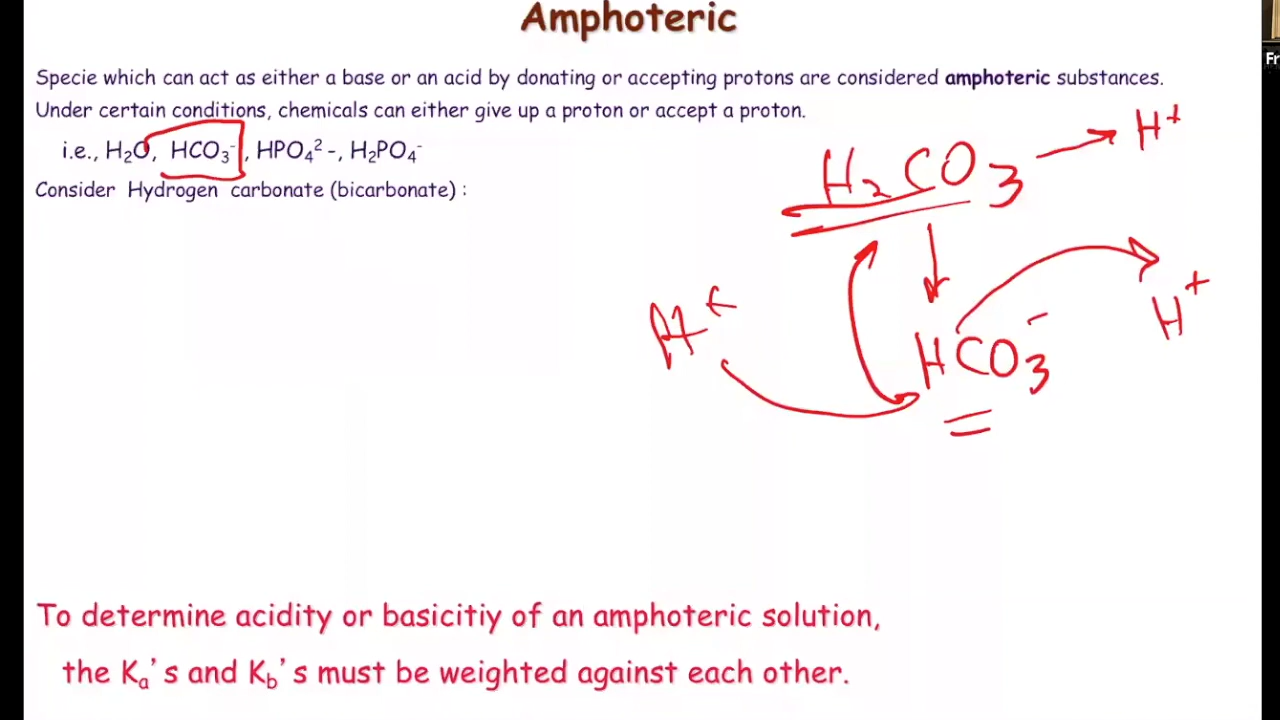 Amphoteric
Fr
Specie which can act as either a base or an acid by donating or accepting protons are considered amphoteric substances.
Under certain conditions, chemicals can either give up a proton or accept a proton.
i.e., H₂O, HCO₃⁻, HPO₄²-, H₂PO₄⁻
Consider Hydrogen carbonate (bicarbonate) :
H₂CO₃ → H⁺
H⁺
HCO₃⁻
H⁺
To determine acidity or basicitiy of an amphoteric solution,
the Kₐ's and K_b's must be weighted against each other.